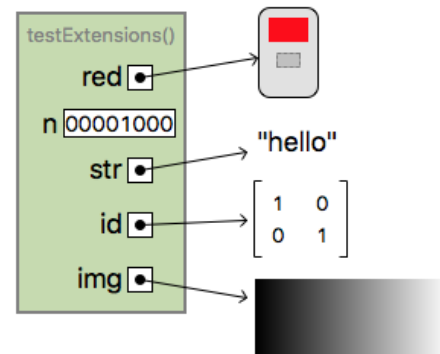 testExtensions()
red
n 00001000
"hello"
str
id
1 0
0 1
img